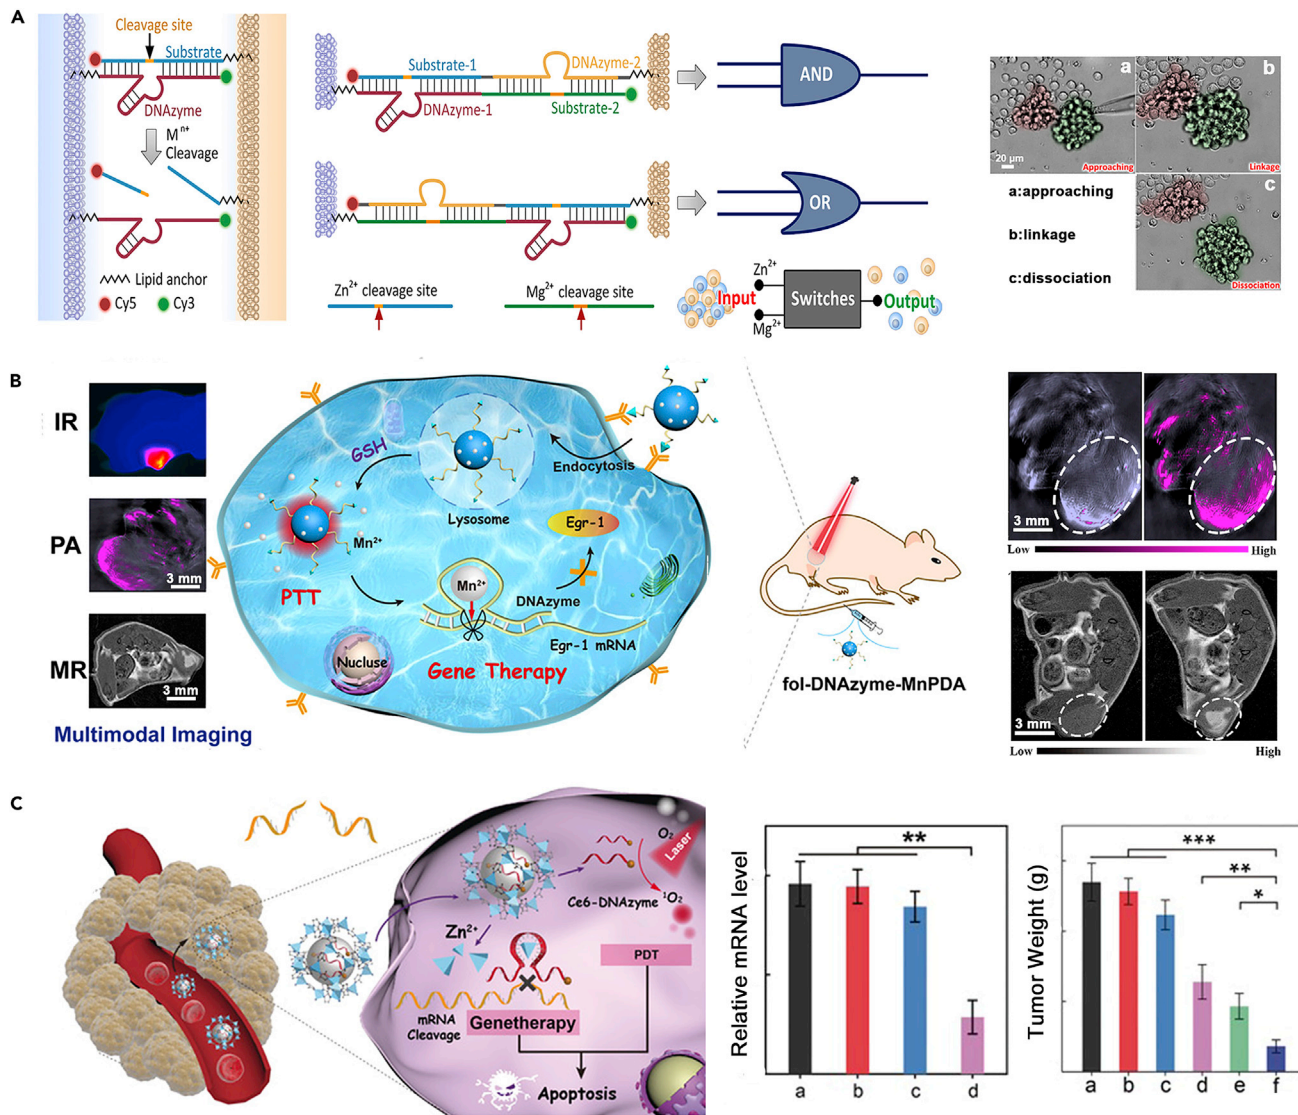 A
Cleavage site
Substrate
DNAzyme
M n+
Cleavage
Lipid anchor
Cy5
Cy3
Substrate-1
DNAzyme-2
DNAzyme-1
Substrate-2
AND
OR
Zn2+ cleavage site
Mg2+ cleavage site
Zn2+
Input
Mg2+
Switches
Output
a
20 µm
Approaching
b
Linkage
c
Dissociation
a:approaching
b:linkage
c:dissociation
B
IR
PA
3 mm
MR
3 mm
Multimodal Imaging
GSH
Lysosome
Endocytosis
Mn2+
PTT
Egr-1
Mn2+
DNAzyme
Egr-1 mRNA
Nucluse
Gene Therapy
fol-DNAzyme-MnPDA
3 mm
Low
High
3 mm
Low
High
C
O2
Laser
Ce6-DNAzyme
1O2
Zn2+
PDT
mRNA
Cleavage
Genetherapy
Apoptosis
Relative mRNA level
**
a b c d
Tumor Weight (g)
***
**
*
a b c d e f